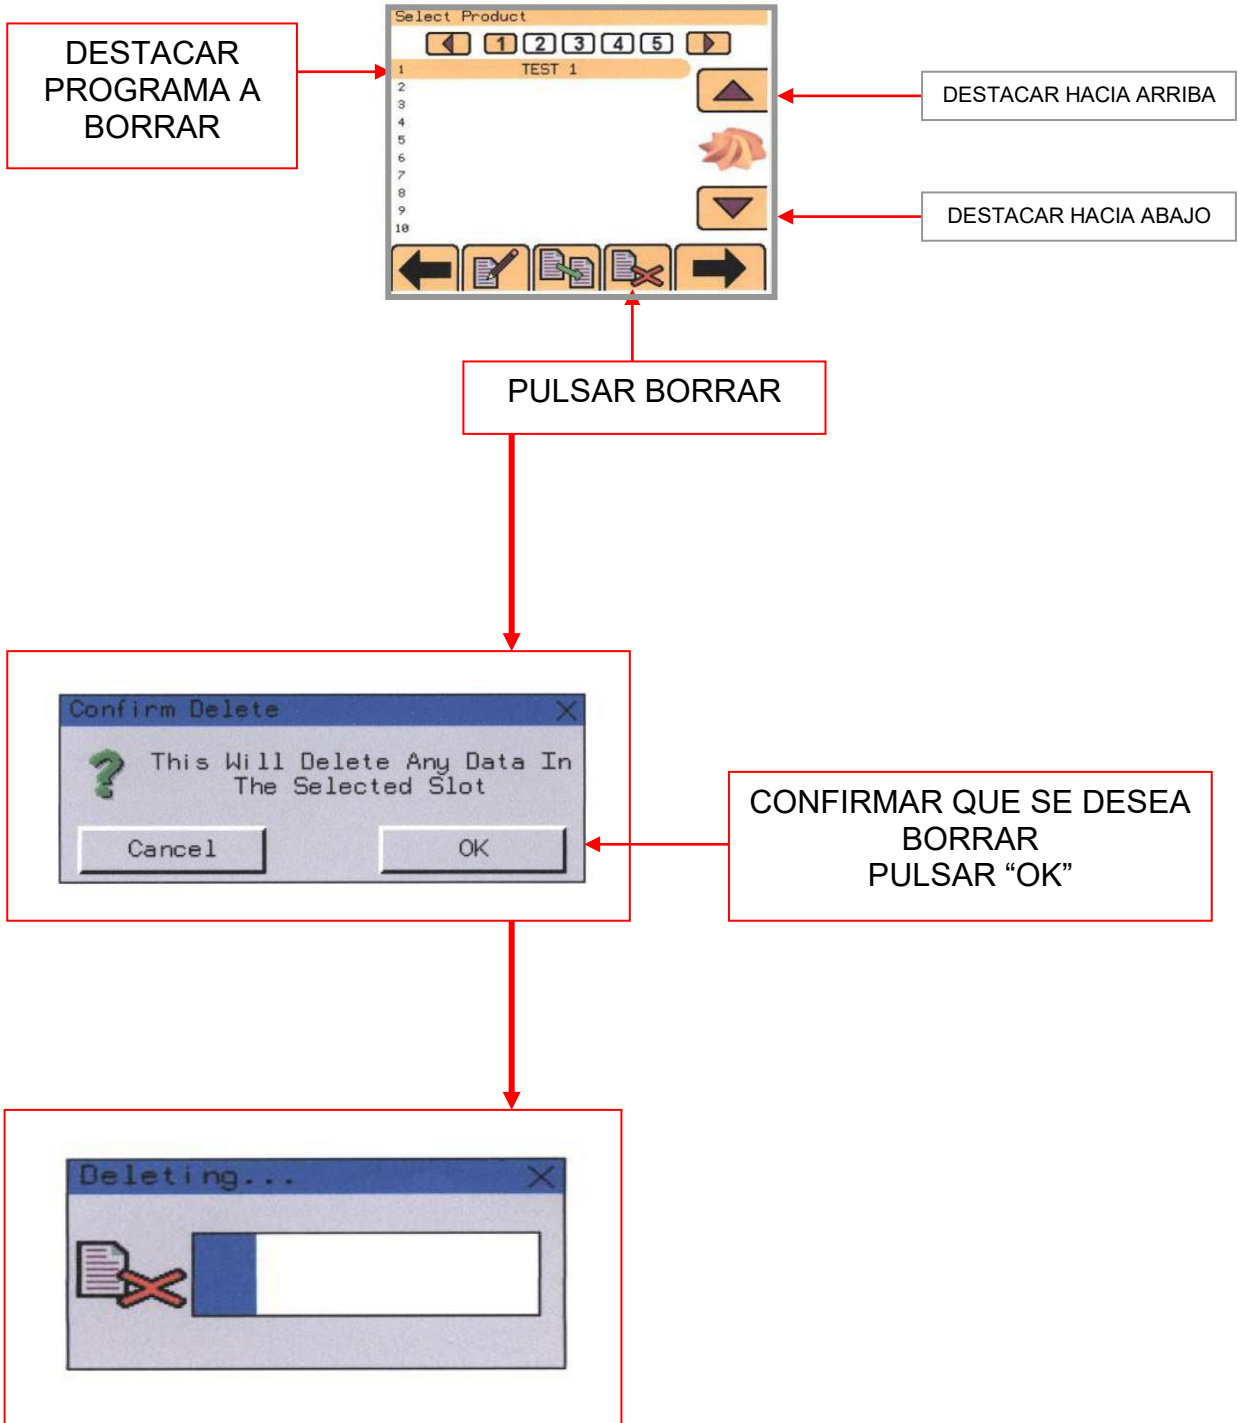 Select Product
1 2 3 4 5
DESTACAR
PROGRAMA A
BORRAR
1 TEST 1
2
3
4
5
6
7
8
9
10
DESTACAR HACIA ARRIBA
DESTACAR HACIA ABAJO
PULSAR BORRAR
Confirm Delete
This Will Delete Any Data In
The Selected Slot
Cancel OK
CONFIRMAR QUE SE DESEA
BORRAR
PULSAR “OK”
Deleting...